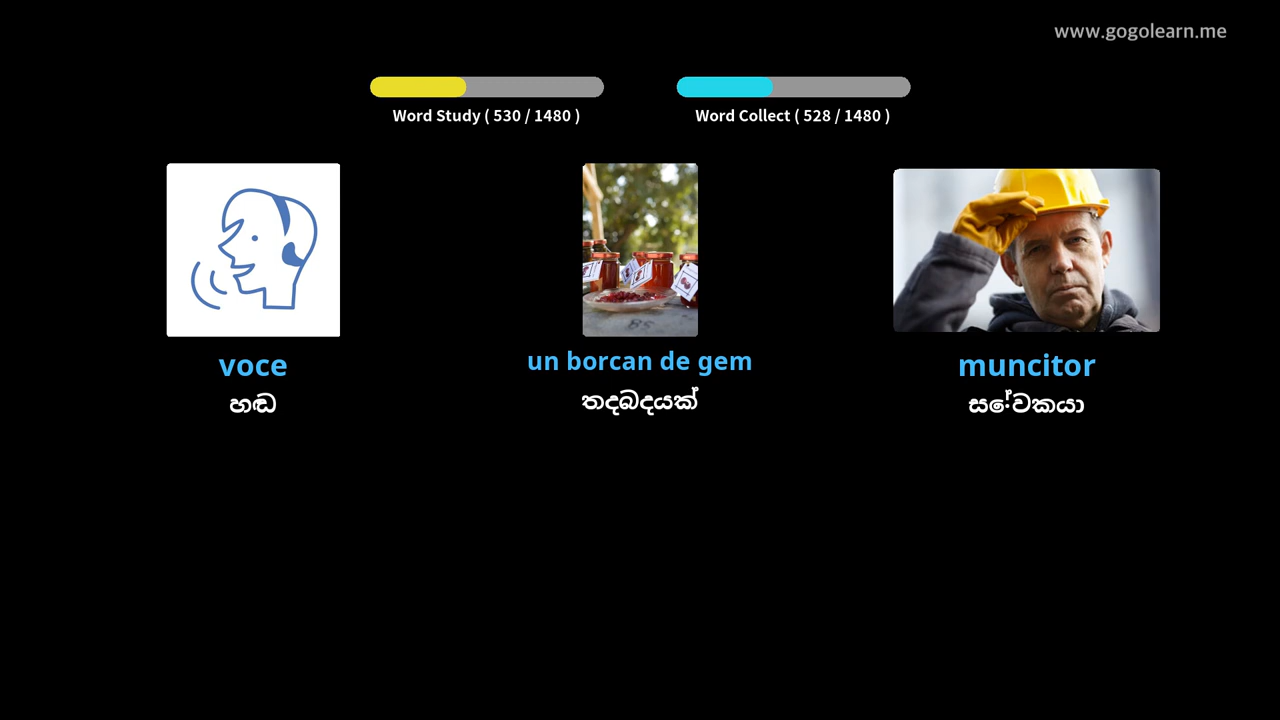 www.gogolearn.me
Word Study ( 530 / 1480 )
Word Collect ( 528 / 1480 )
voce
හඬ
un borcan de gem
තදබදයක්
muncitor
සේවකයා